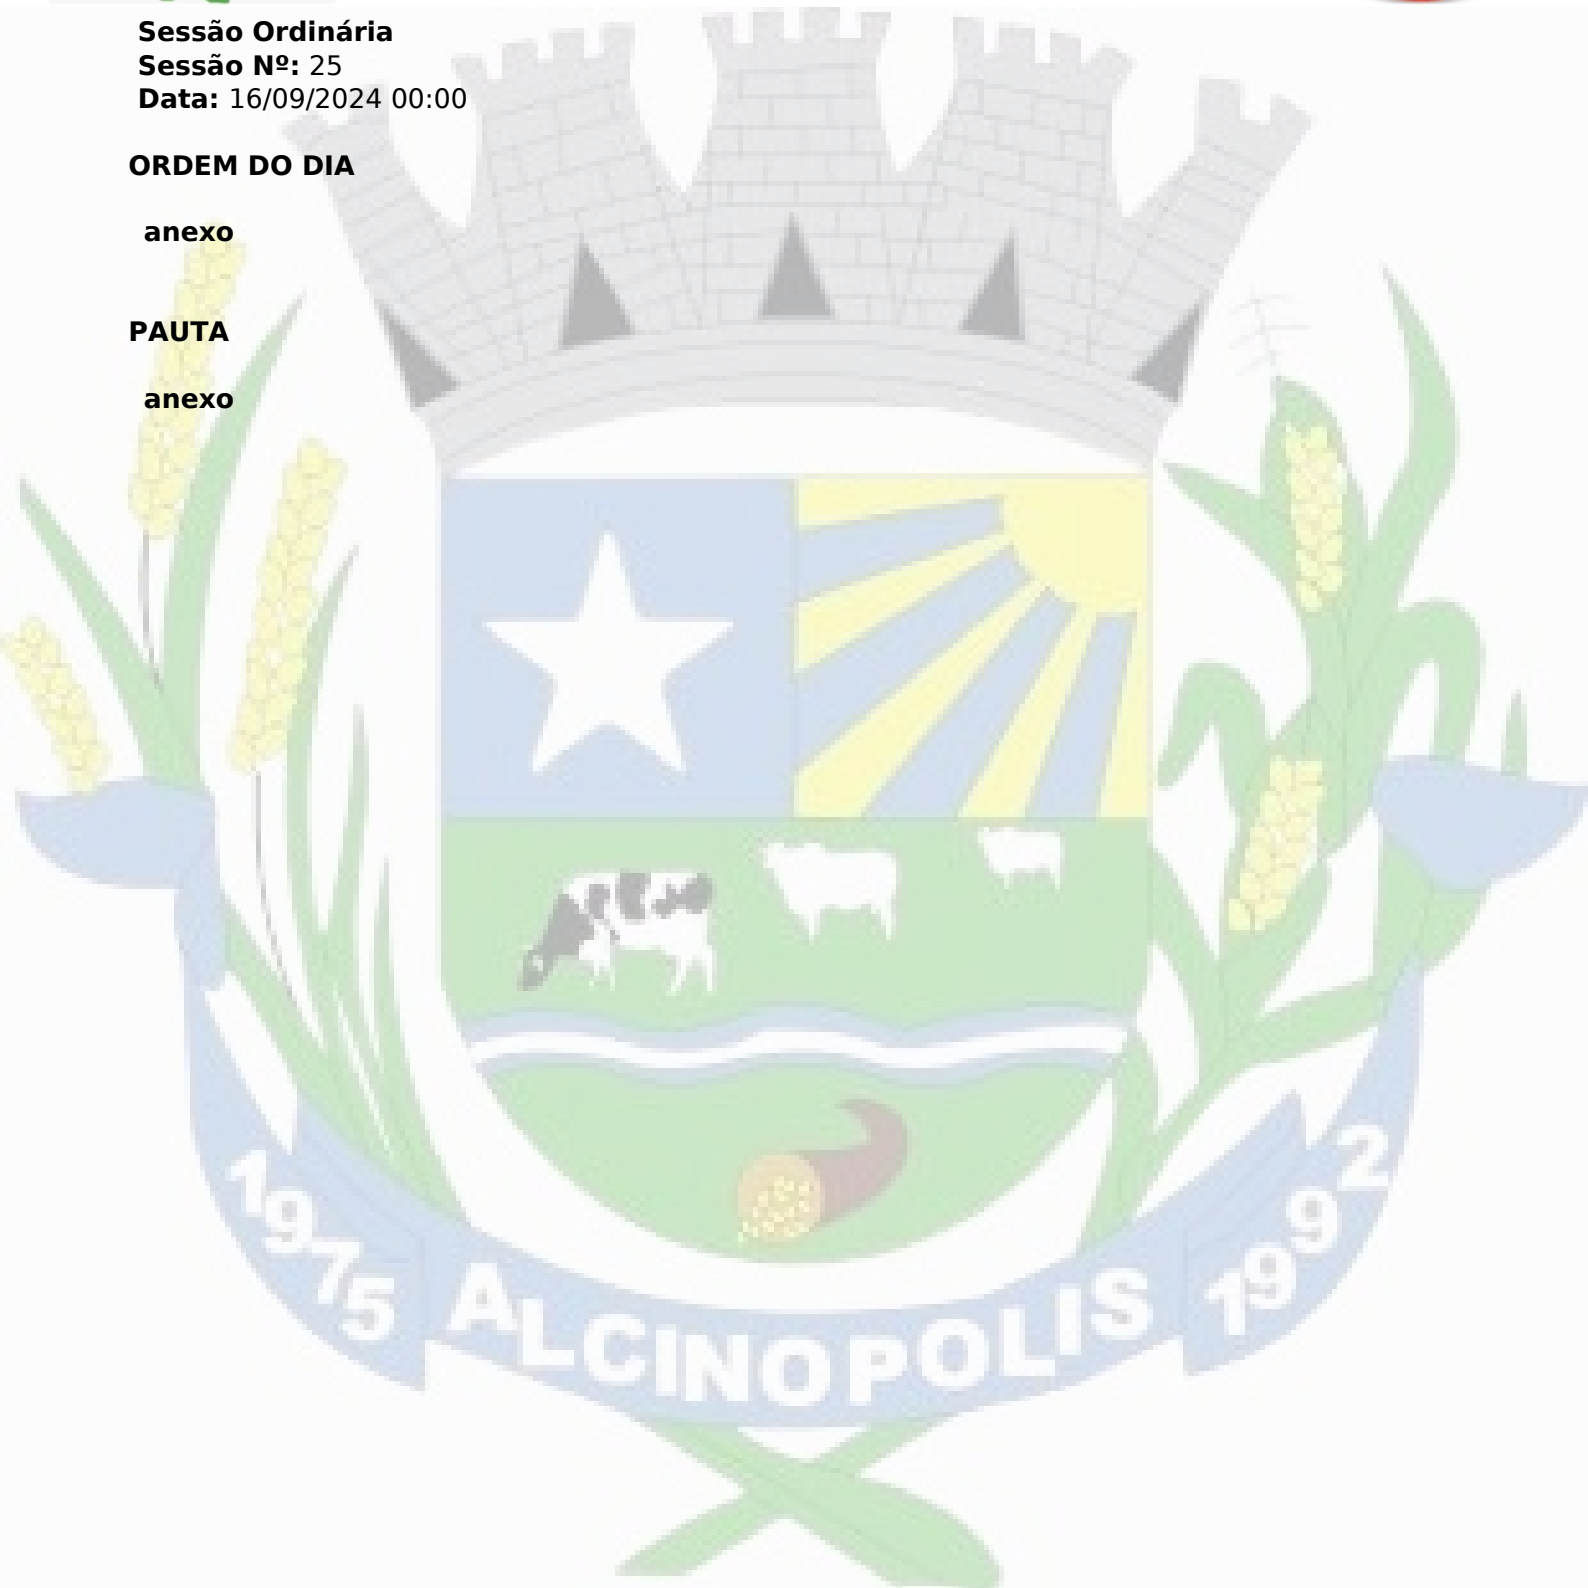 Sessão Ordinária
Sessão Nº: 25
Data: 16/09/2024 00:00
ORDEM DO DIA
anexo
PAUTA
anexo
1975 ALCINOPOLIS 1992